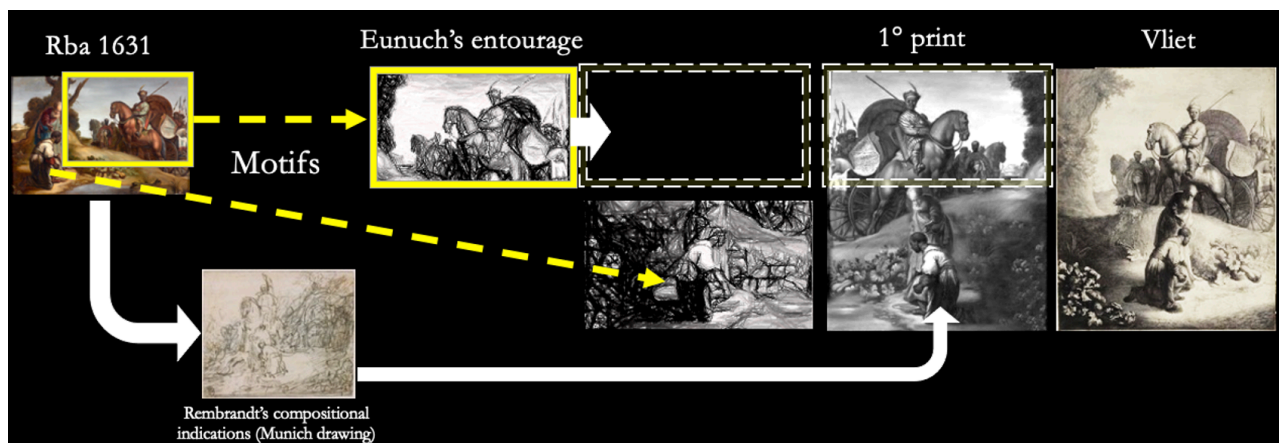 Rba 1631
Eunuch's entourage
1° print
Vliet
Motifs
Rembrandt's compositional
indications (Munich drawing)